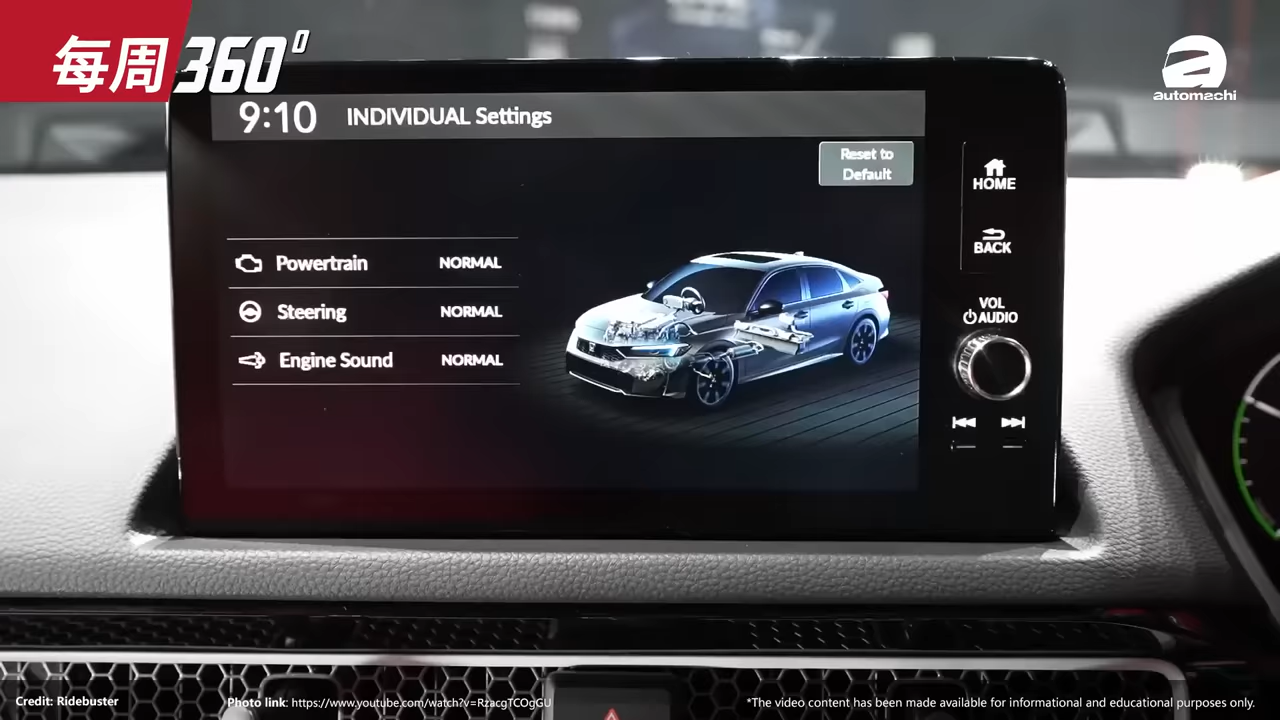 每周360°
automachi
9:10
INDIVIDUAL Settings
Reset to
Default
HOME
BACK
Powertrain NORMAL
Steering NORMAL
Engine Sound NORMAL
VOL
AUDIO
Credit: Ridebuster
Photo link: https://www.youtube.com/watch?v=RzacgTCOgGU
*The video content has been made available for informational and educational purposes only.